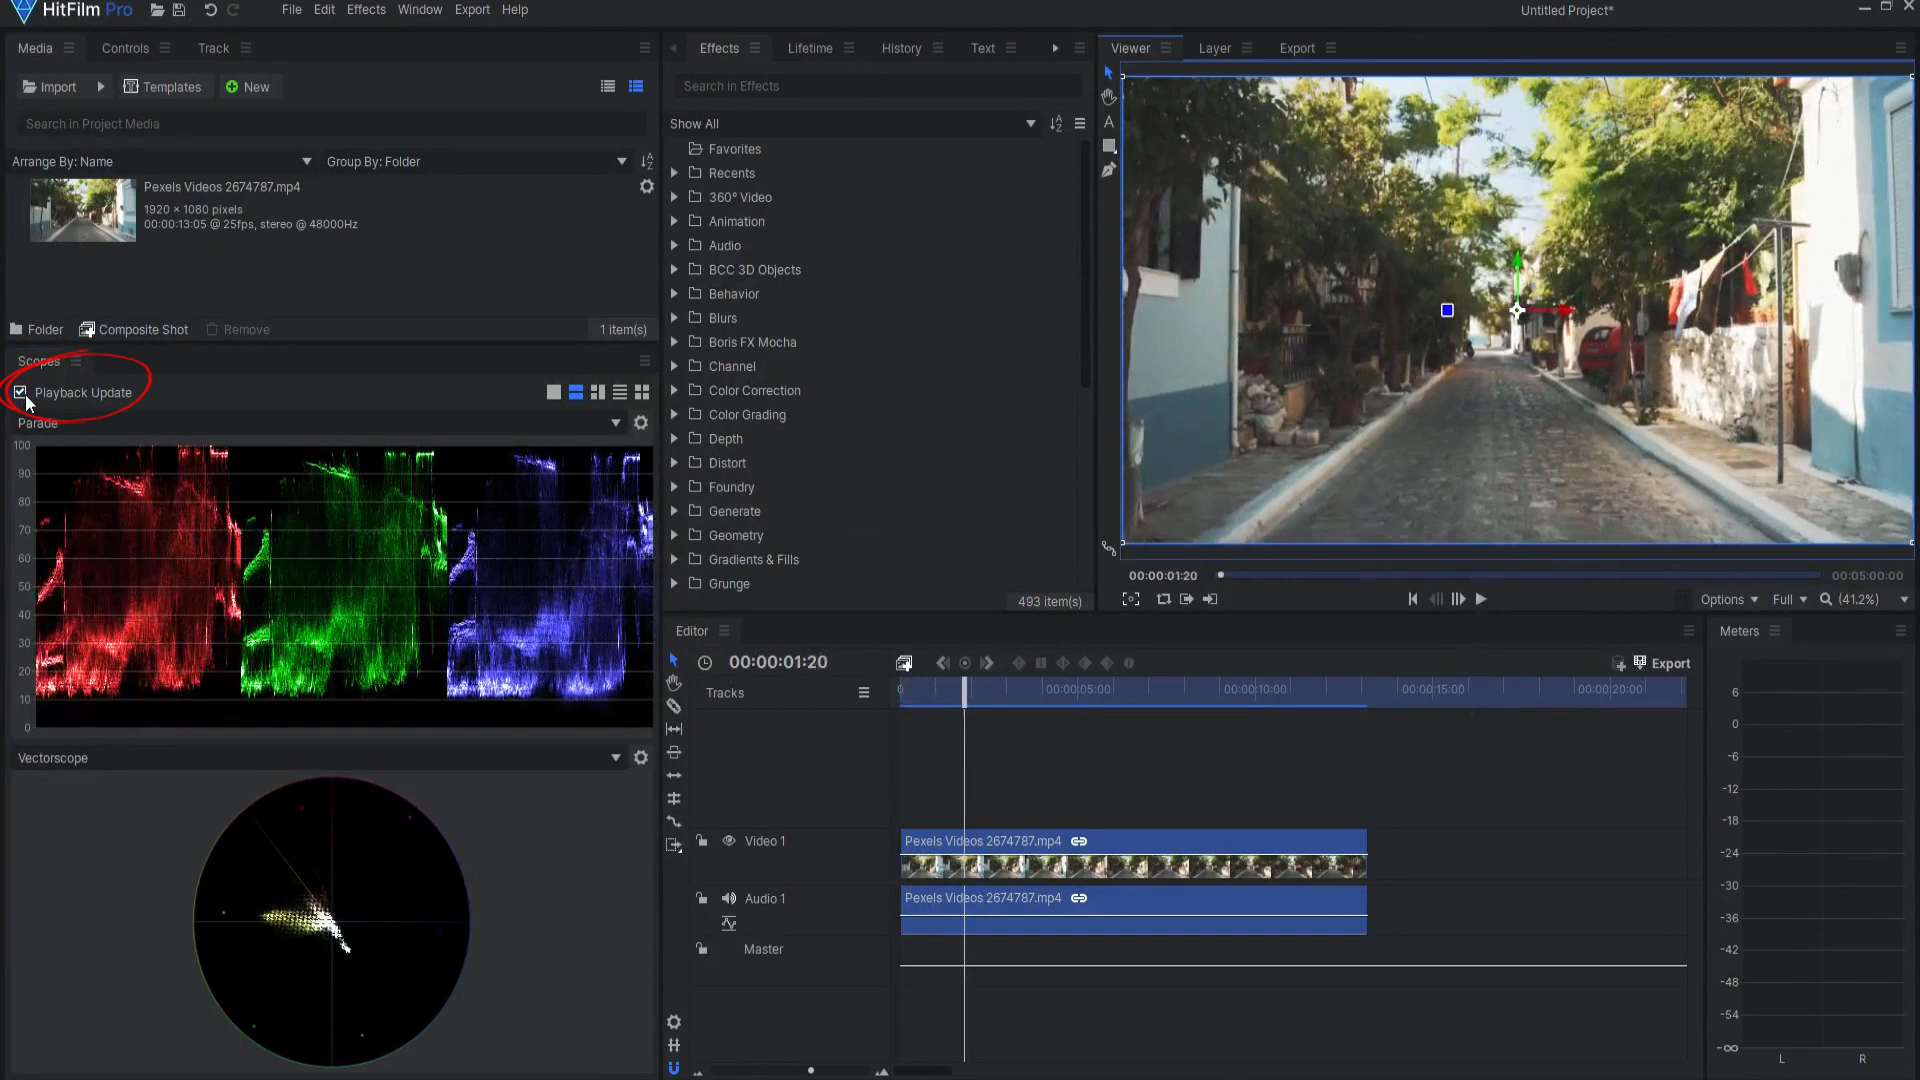 HitFilm Pro
File Edit Effects Window Export Help
Untitled Project*
Media Controls Track
Import Templates New
Search in Project Media
Arrange By: Name Group By: Folder
Pexels Videos 2674787.mp4
1920 × 1080 pixels
00:00:13:05 @ 25fps, stereo @ 48000Hz
Folder Composite Shot Remove 1 item(s)
Scopes
Playback Update
Parade
100
90
80
70
60
50
40
30
20
10
0
Vectorscope
Effects Lifetime History Text
Search in Effects
Show All
Favorites
Recents
360° Video
Animation
Audio
BCC 3D Objects
Behavior
Blurs
Boris FX Mocha
Channel
Color Correction
Color Grading
Depth
Distort
Foundry
Generate
Geometry
Gradients & Fills
Grunge
493 item(s)
Viewer Layer Export
A
00:00:01:20 00:05:00:00
Options Full (41.2%)
Editor
00:00:01:20 Export
Tracks 0 00:00:05:00 00:00:10:00 00:00:15:00 00:00:20:00
Video 1 Pexels Videos 2674787.mp4
Audio 1 Pexels Videos 2674787.mp4
Master
Meters
6
0
-6
-12
-18
-24
-30
-36
-42
-48
-54
-∞
L R